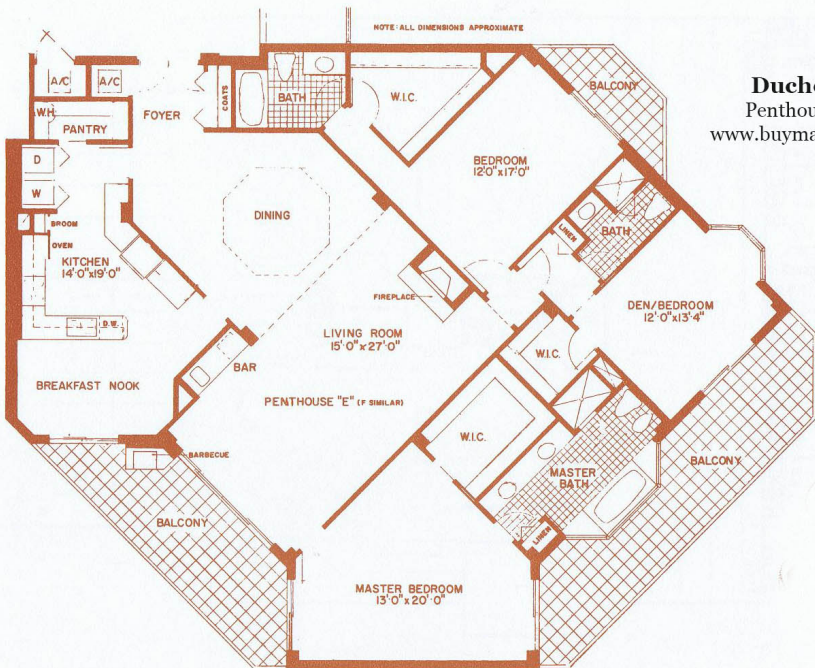 NOTE: ALL DIMENSIONS APPROXIMATE
Penthou
www.buyma
BALCONY
A/C
A/C
W.H.
PANTRY
FOYER
COATS
BATH
W.I.C.
D
W
BROOM
OVEN
KITCHEN
14'0"x19'0"
D.W.
BREAKFAST NOOK
DINING
BEDROOM
12'0"x17'0"
LINEN
BATH
FIREPLACE
DEN/BEDROOM
12'0"x13'4"
LIVING ROOM
15'0"x27'0"
W.I.C.
BAR
PENTHOUSE "E" (F SIMILAR)
W.I.C.
BARBECUE
BALCONY
MASTER
BATH
LINEN
BALCONY
MASTER BEDROOM
13'0"x20'0"